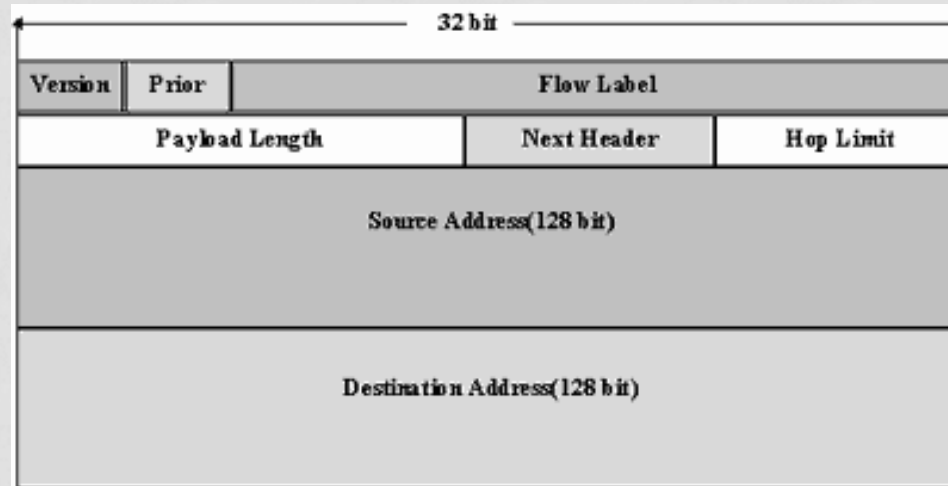 32 bit
Version Prior Flow Label
Payload Length Next Header Hop Limit
Source Address(128 bit)
Destination Address(128 bit)